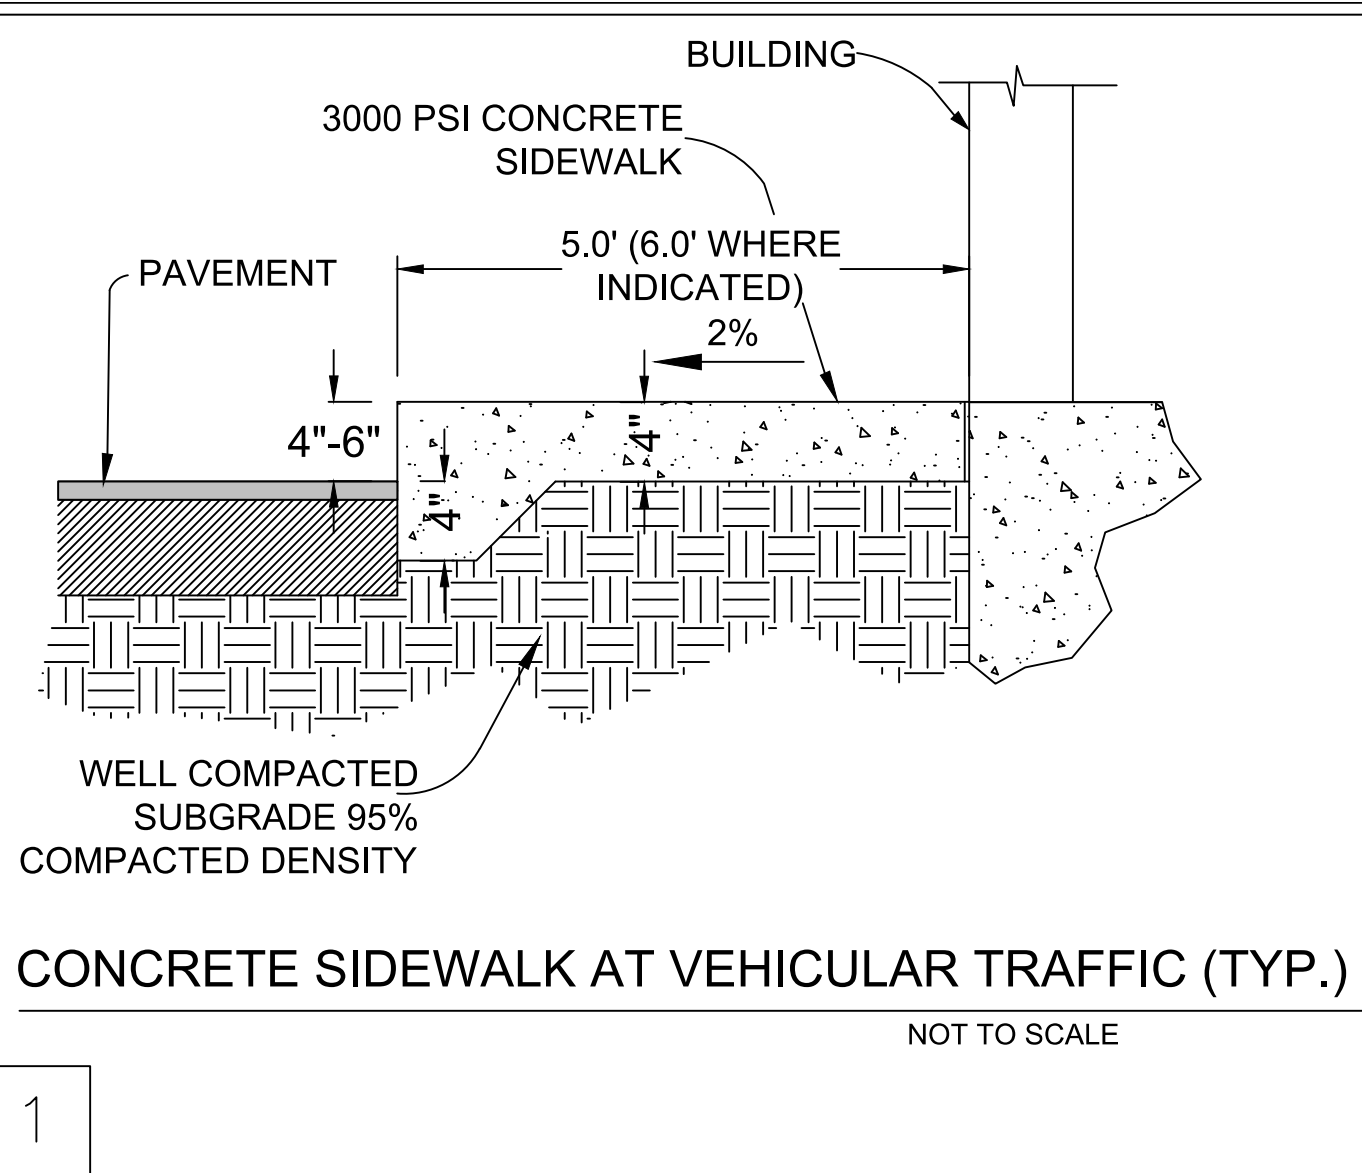 BUILDING
3000 PSI CONCRETE
SIDEWALK
5.0' (6.0' WHERE
INDICATED)
PAVEMENT
2%
4"-6"
4"
4"
WELL COMPACTED
SUBGRADE 95%
COMPACTED DENSITY
CONCRETE SIDEWALK AT VEHICULAR TRAFFIC (TYP.)
NOT TO SCALE
1